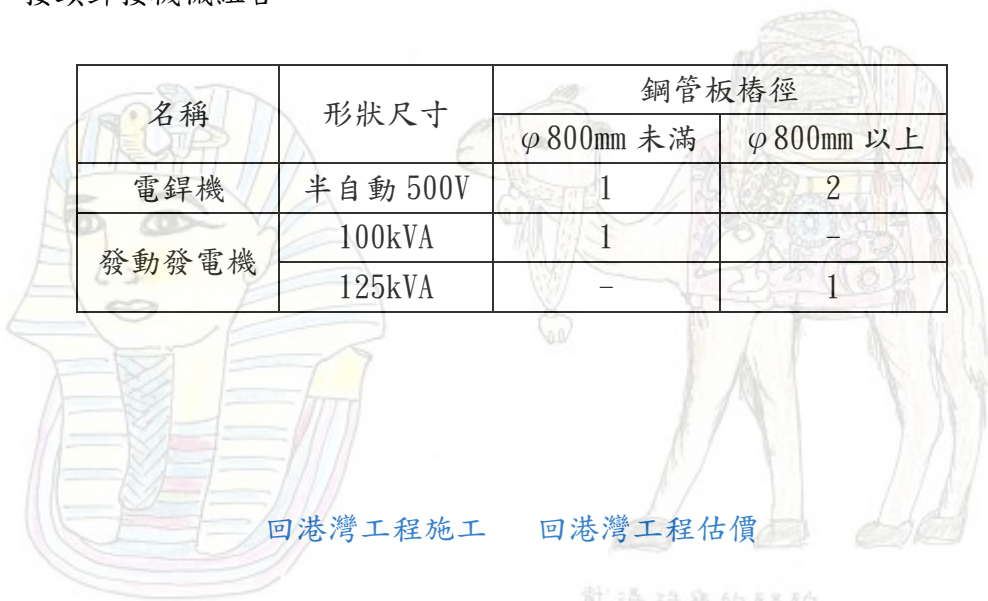 名稱 形狀尺寸 鋼管板樁徑
φ800mm 未滿 φ800mm 以上
電銲機 半自動 500V 1 2
發動發電機 100kVA 1 -
125kVA - 1
回港灣工程施工 回港灣工程估價